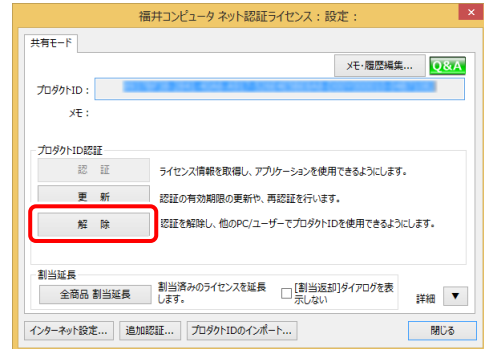 福井コンピュータ ネット認証ライセンス：設定：
×
共有モード
メモ・履歴編集...
Q&A
プロダクトID：
メモ：
プロダクトID認証
認 証
ライセンス情報を取得し、アプリケーションを使用できるようにします。
更 新
認証の有効期限の更新や、再認証を行います。
解 除
認証を解除し、他のPC/ユーザーでプロダクトIDを使用できるようにします。
割当延長
全商品 割当延長
割当済みのライセンスを延長
します。
[割当返却]ダイアログを表
示しない
詳細 ▼
インターネット設定...
追加認証...
プロダクトIDのインポート...
閉じる